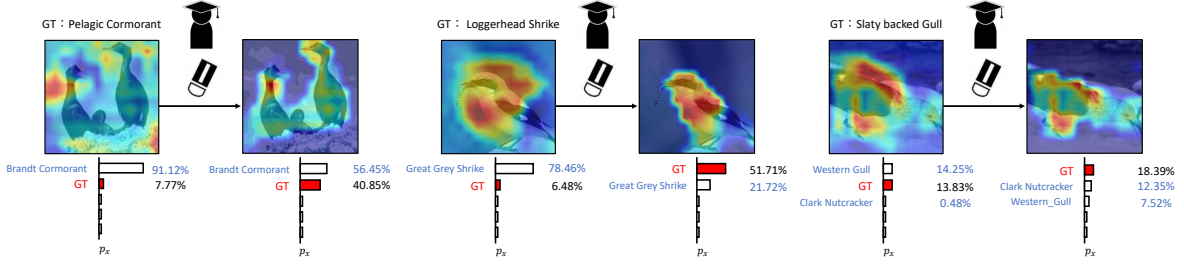 GT：Pelagic Cormorant
GT： Loggerhead Shrike
GT：Slaty backed Gull
Brandt Cormorant 91.12%
GT 7.77%
p_x
Brandt Cormorant 56.45%
GT 40.85%
p_x
Great Grey Shrike 78.46%
GT 6.48%
p_x
GT 51.71%
Great Grey Shrike 21.72%
p_x
Western Gull 14.25%
GT 13.83%
Clark Nutcracker 0.48%
p_x
GT 18.39%
Clark Nutcracker 12.35%
Western_Gull 7.52%
p_x